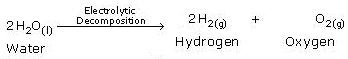 Electrolytic
2H₂O(l) Decomposition 2H₂(g) + O₂(g)
Water Hydrogen Oxygen